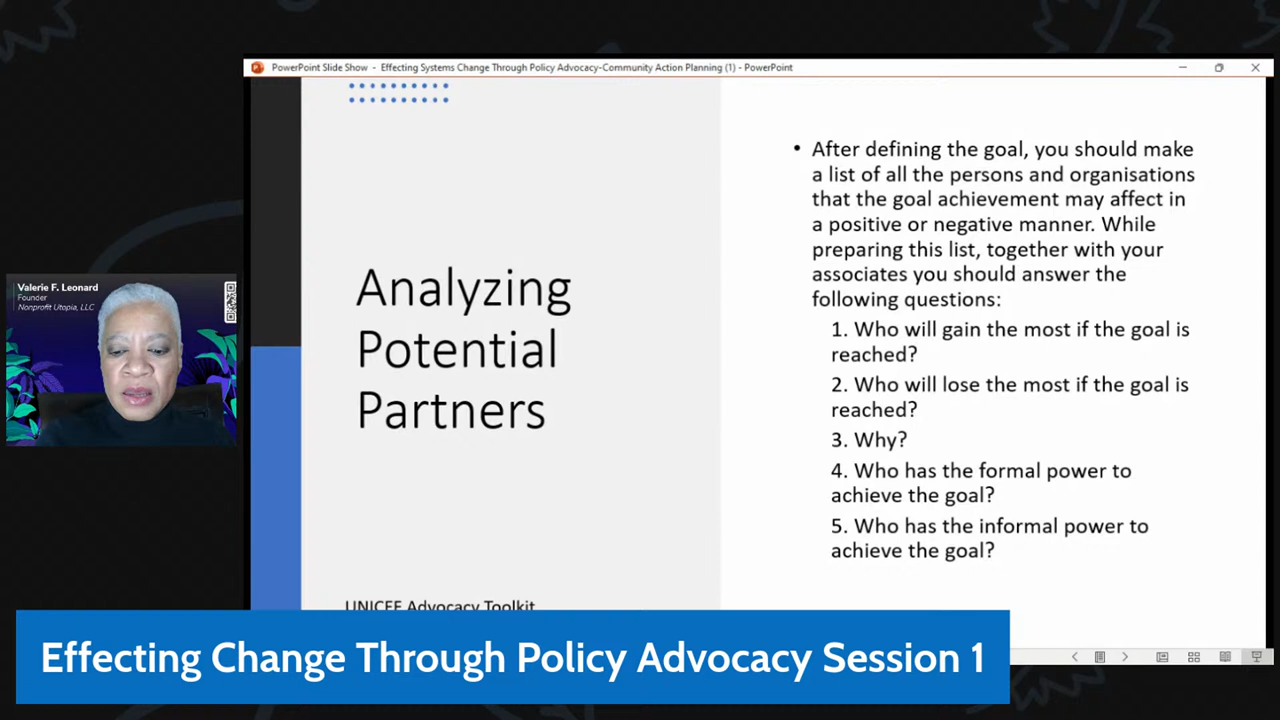 PowerPoint Slide Show - Effecting Systems Change Through Policy Advocacy-Community Action Planning (1) - PowerPoint
Valerie F. Leonard
Founder
Nonprofit Utopia, LLC
Analyzing
Potential
Partners
UNICEF Advocacy Toolkit
• After defining the goal, you should make
a list of all the persons and organisations
that the goal achievement may affect in
a positive or negative manner. While
preparing this list, together with your
associates you should answer the
following questions:
1. Who will gain the most if the goal is
reached?
2. Who will lose the most if the goal is
reached?
3. Why?
4. Who has the formal power to
achieve the goal?
5. Who has the informal power to
achieve the goal?
Effecting Change Through Policy Advocacy Session 1